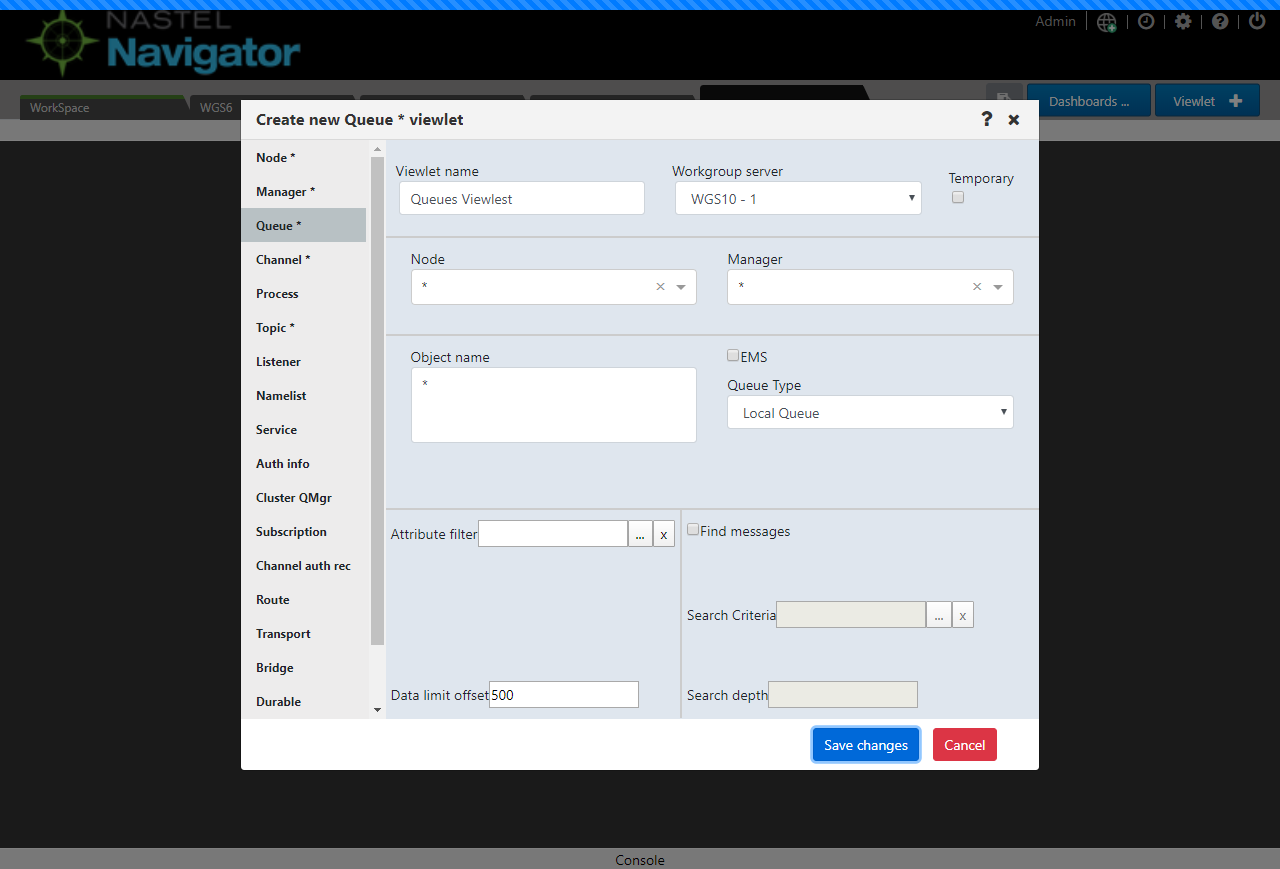 NASTEL
Navigator
Admin
WorkSpace
WGS6
Dashboards ...
Viewlet
Create new Queue * viewlet
?
Node *
Manager *
Queue *
Channel *
Process
Topic *
Listener
Namelist
Service
Auth info
Cluster QMgr
Subscription
Channel auth rec
Route
Transport
Bridge
Durable
Viewlet name
Queues Viewlest
Workgroup server
WGS10 - 1
Temporary
Node
*
Manager
*
Object name
*
EMS
Queue Type
Local Queue
Attribute filter
...
x
Find messages
Search Criteria
...
x
Data limit offset
500
Search depth
Save changes
Cancel
Console